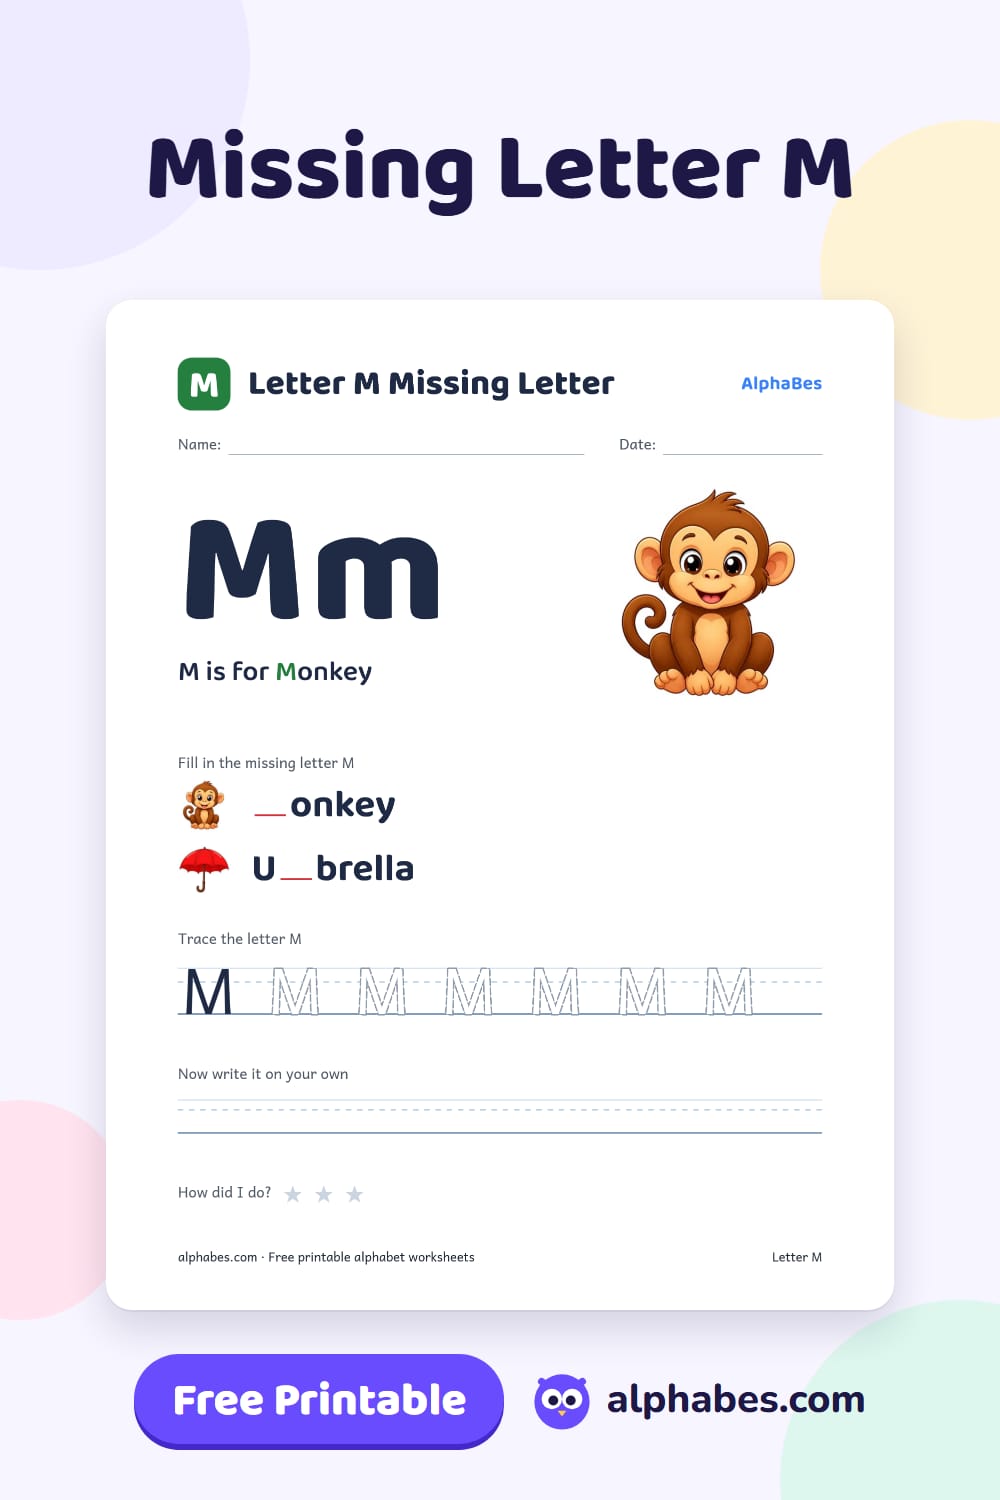 Missing Letter M
M Letter M Missing Letter AlphaBes
Name: Date:
Mm
M is for Monkey
Fill in the missing letter M
__onkey
U__brella
Trace the letter M
M M M M M M M
Now write it on your own
How did I do? ★ ★ ★
alphabes.com · Free printable alphabet worksheets Letter M
Free Printable alphabes.com